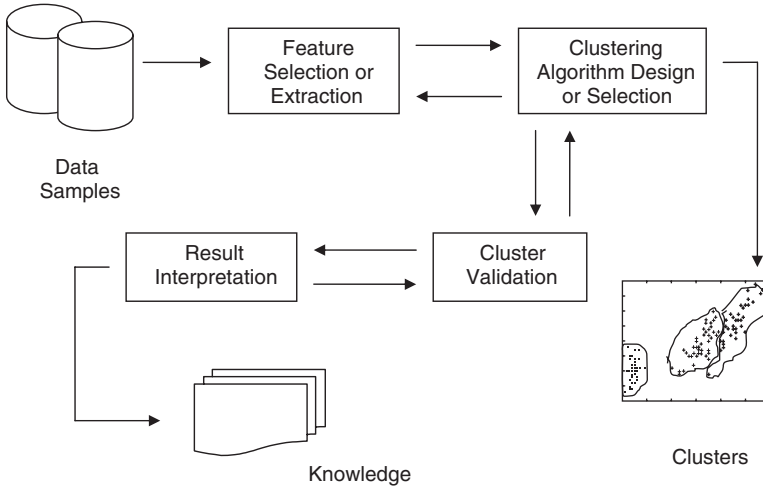 Feature
Selection or
Extraction
Clustering
Algorithm Design
or Selection
Data
Samples
Result
Interpretation
Cluster
Validation
Knowledge
Clusters